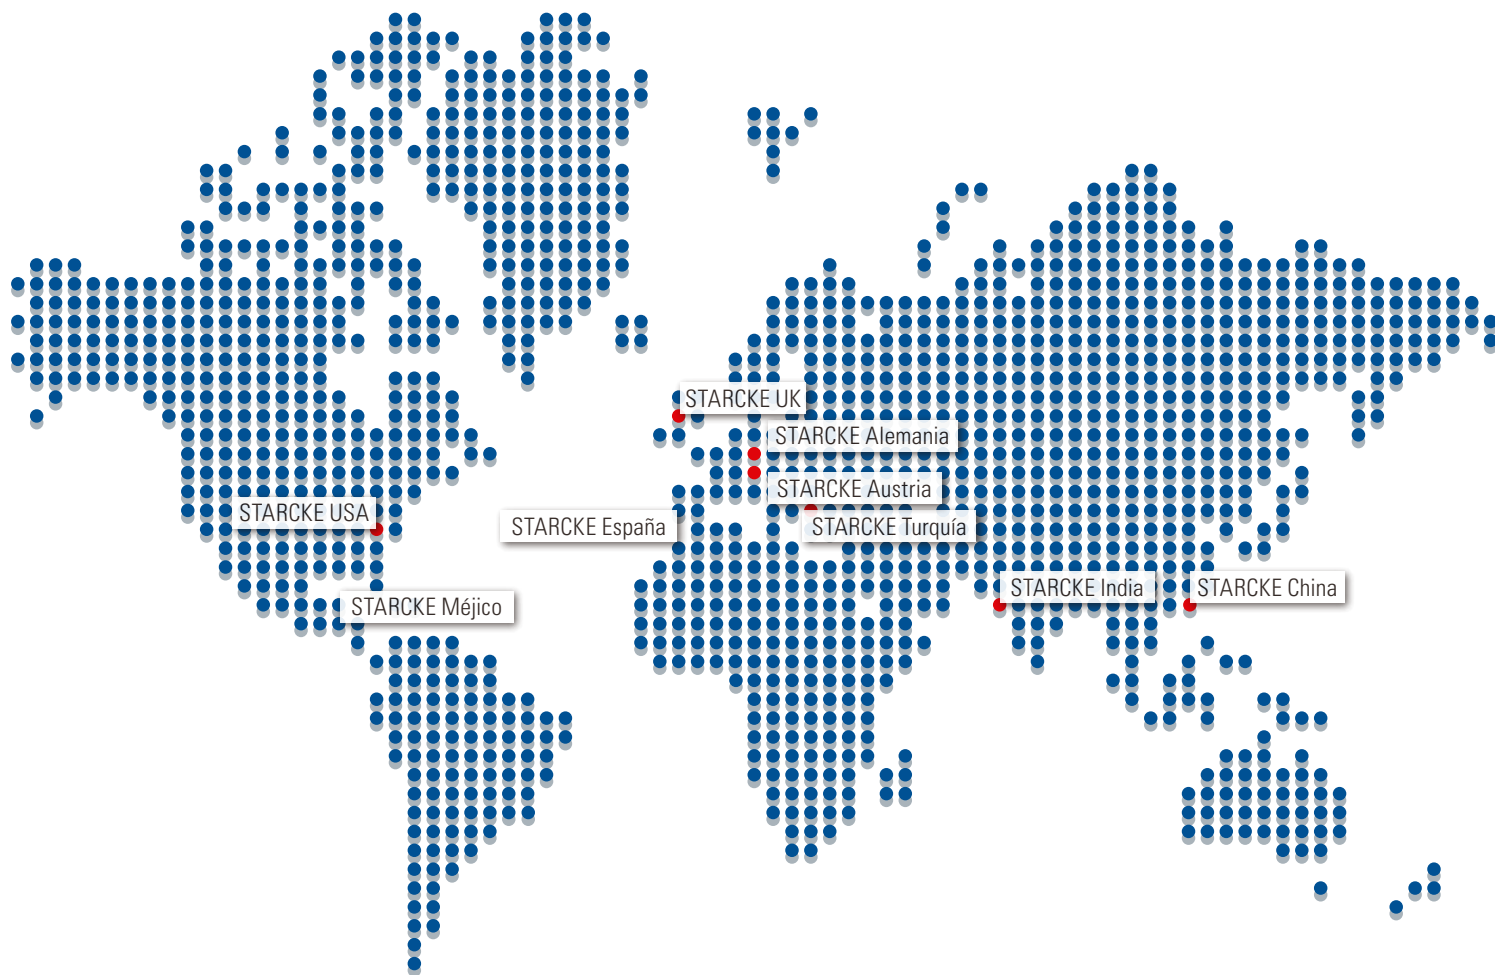 STARCKE UK
STARCKE Alemania
STARCKE Austria
STARCKE USA
STARCKE España
STARCKE Turquía
STARCKE India
STARCKE China
STARCKE Méjico